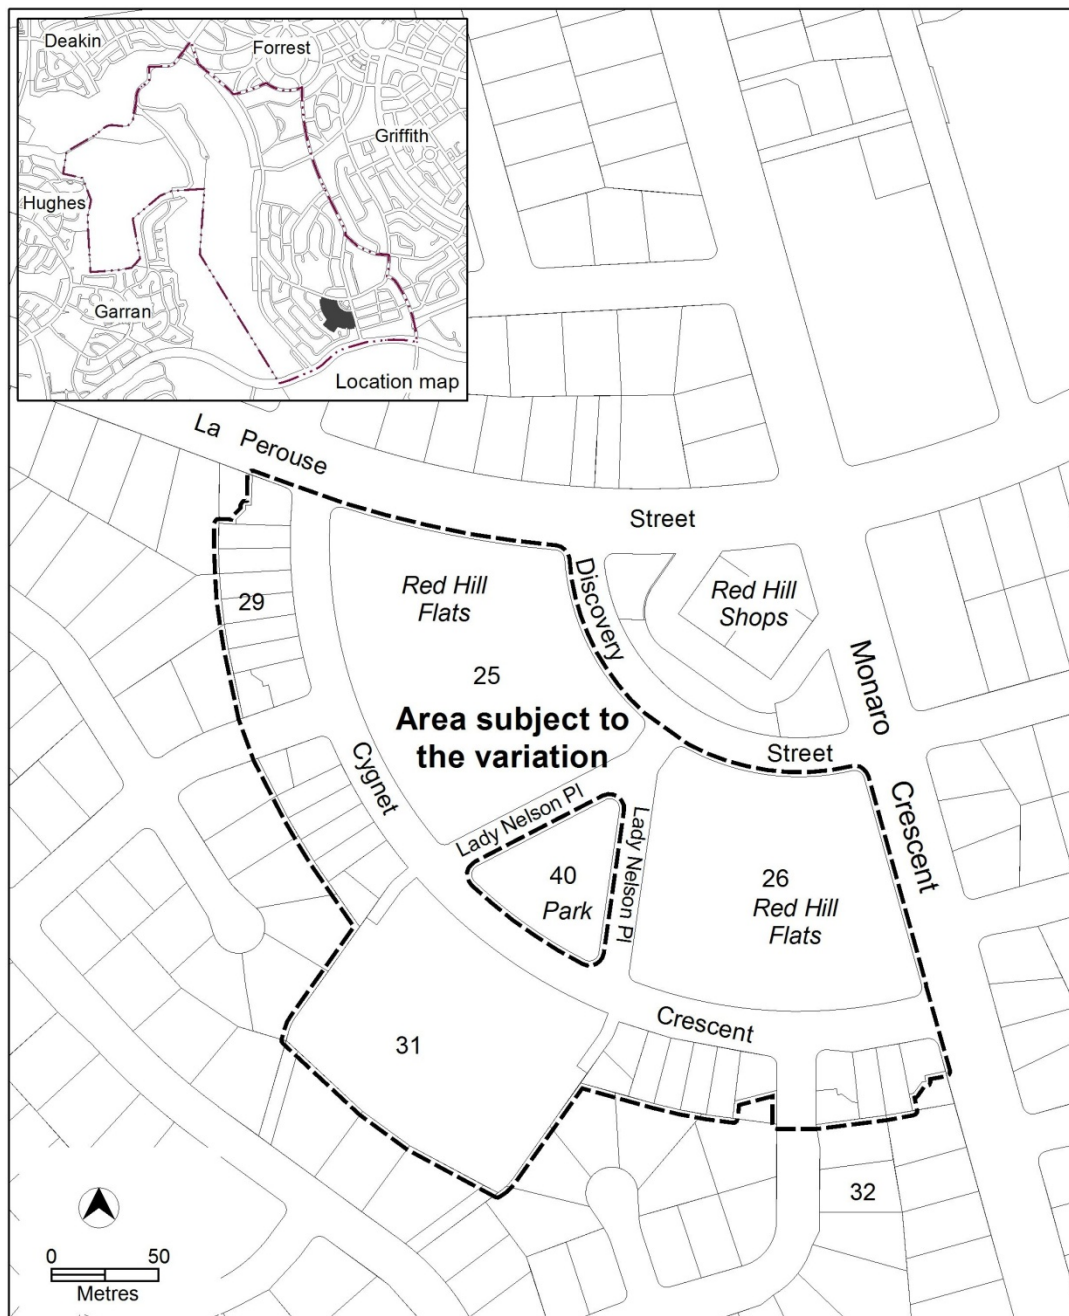 Deakin
Forrest
Griffith
Hughes
Garran
Location map
La Perouse
Street
Discovery
Street
Red Hill
Shops
Red Hill
Flats
29
25
Area subject to
the variation
Monaro
Crescent
Cygnet
Crescent
Lady Nelson Pl
Lady Nelson Pl
40
Park
26
Red Hill
Flats
31
32
0 50
Metres